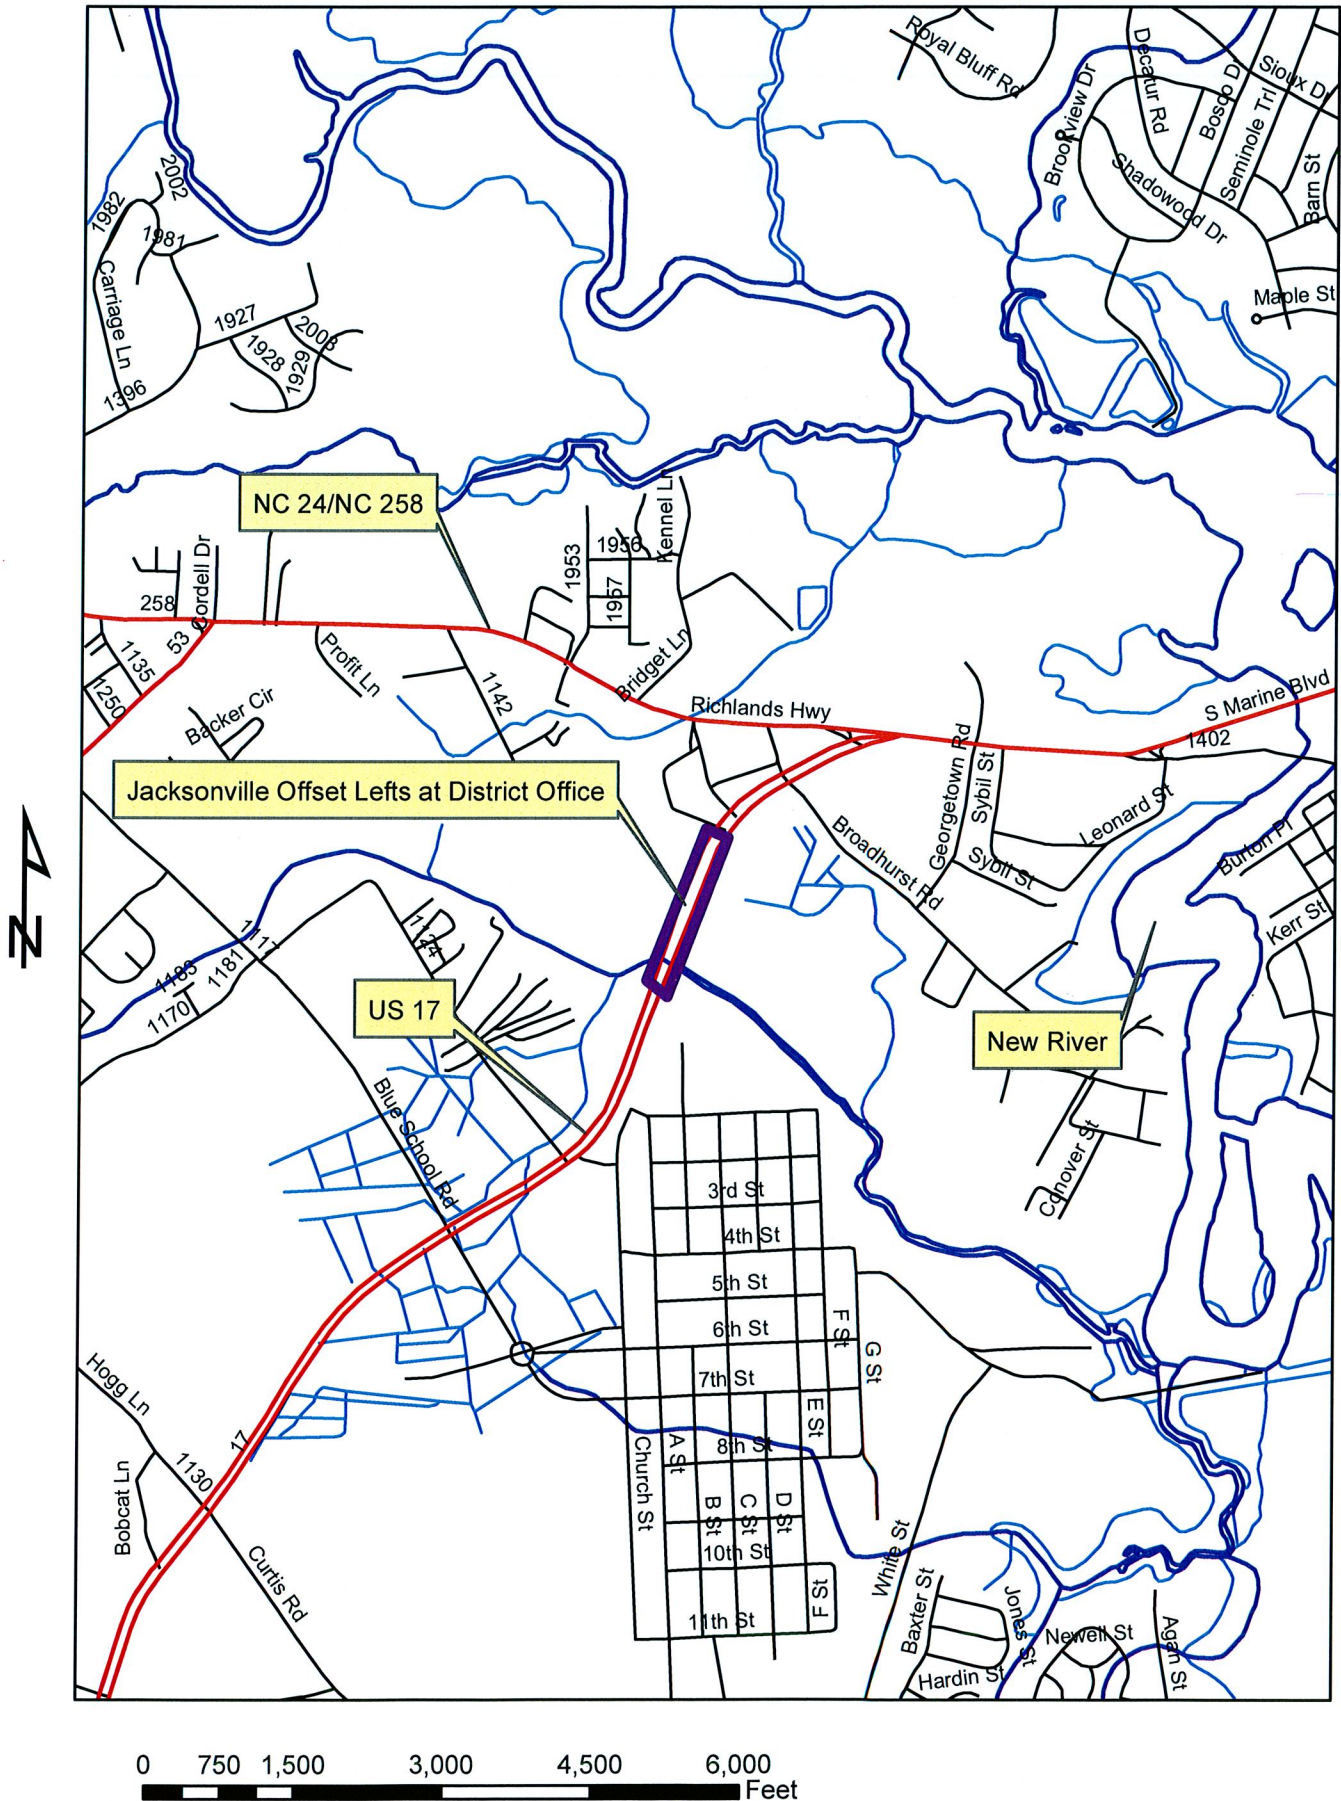 Royal Bluff Rd
Decatur Rd
Brookview Dr
Bosco Dr
Sioux Dr
Seminole Trl
Shadowood Dr
Barn St
Maple St
2002
1982
1981
Carriage Ln
1927
2003
1928
1929
1396
NC 24/NC 258
Kennel Ln
1956
1953
1957
Cordell Dr
258
53
1135
1250
Profit Ln
Backer Cir
1142
Bridget Ln
Richlands Hwy
S Marine Blvd
1402
Jacksonville Offset Lefts at District Office
Georgetown Rd
Sybil St
Leonard St
Sybil St
Broadhurst Rd
Burton Pl
Kerr St
N
1124
1117
1183
1181
1170
US 17
New River
Blue School Rd
Conover St
3rd St
4th St
5th St
6th St
F St
G St
7th St
E St
8th St
Church St
A St
B St
C St
D St
10th St
F St
11th St
Hogg Ln
17
1130
Bobcat Ln
Curtis Rd
White St
Baxter St
Jones St
Newell St
Agan St
Hardin St
0 750 1,500 3,000 4,500 6,000
Feet